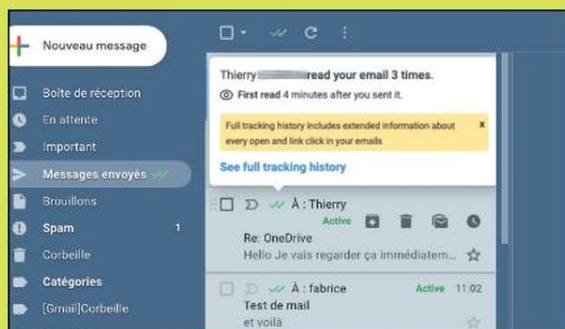 Nouveau message
Boîte de réception
En attente
Important
Messages envoyés
Brouillons
Spam 1
Corbeille
Catégories
[Gmail]Corbeille
Thierry read your email 3 times.
First read 4 minutes after you sent it.
Full tracking history includes extended information about x
every open and link click in your emails
See full tracking history
À : Thierry
Active
Re: OneDrive
Hello Je vais regarder ça immédiatem...
À : fabrice Active 11:02
Test de mail
et voilà